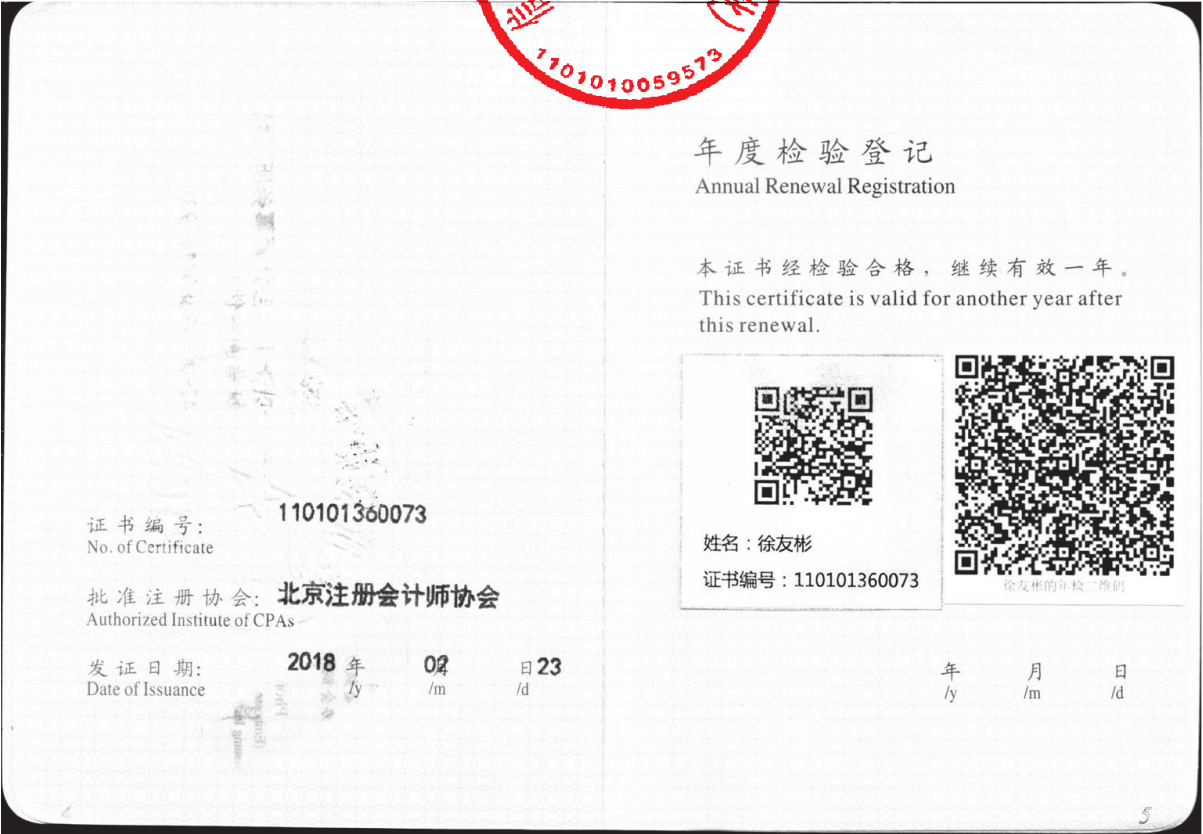 1101010059573
证书编号: 110101360073
No. of Certificate
批准注册协会: 北京注册会计师协会
Authorized Institute of CPAs
发证日期: 2018 年 02 月 日 23
Date of Issuance /y /m /d
年度检验登记
Annual Renewal Registration
本证书经检验合格，继续有效一年。
This certificate is valid for another year after
this renewal.
姓名：徐友彬
证书编号：110101360073
徐友彬的年检二维码
年 月 日
/y /m /d
5